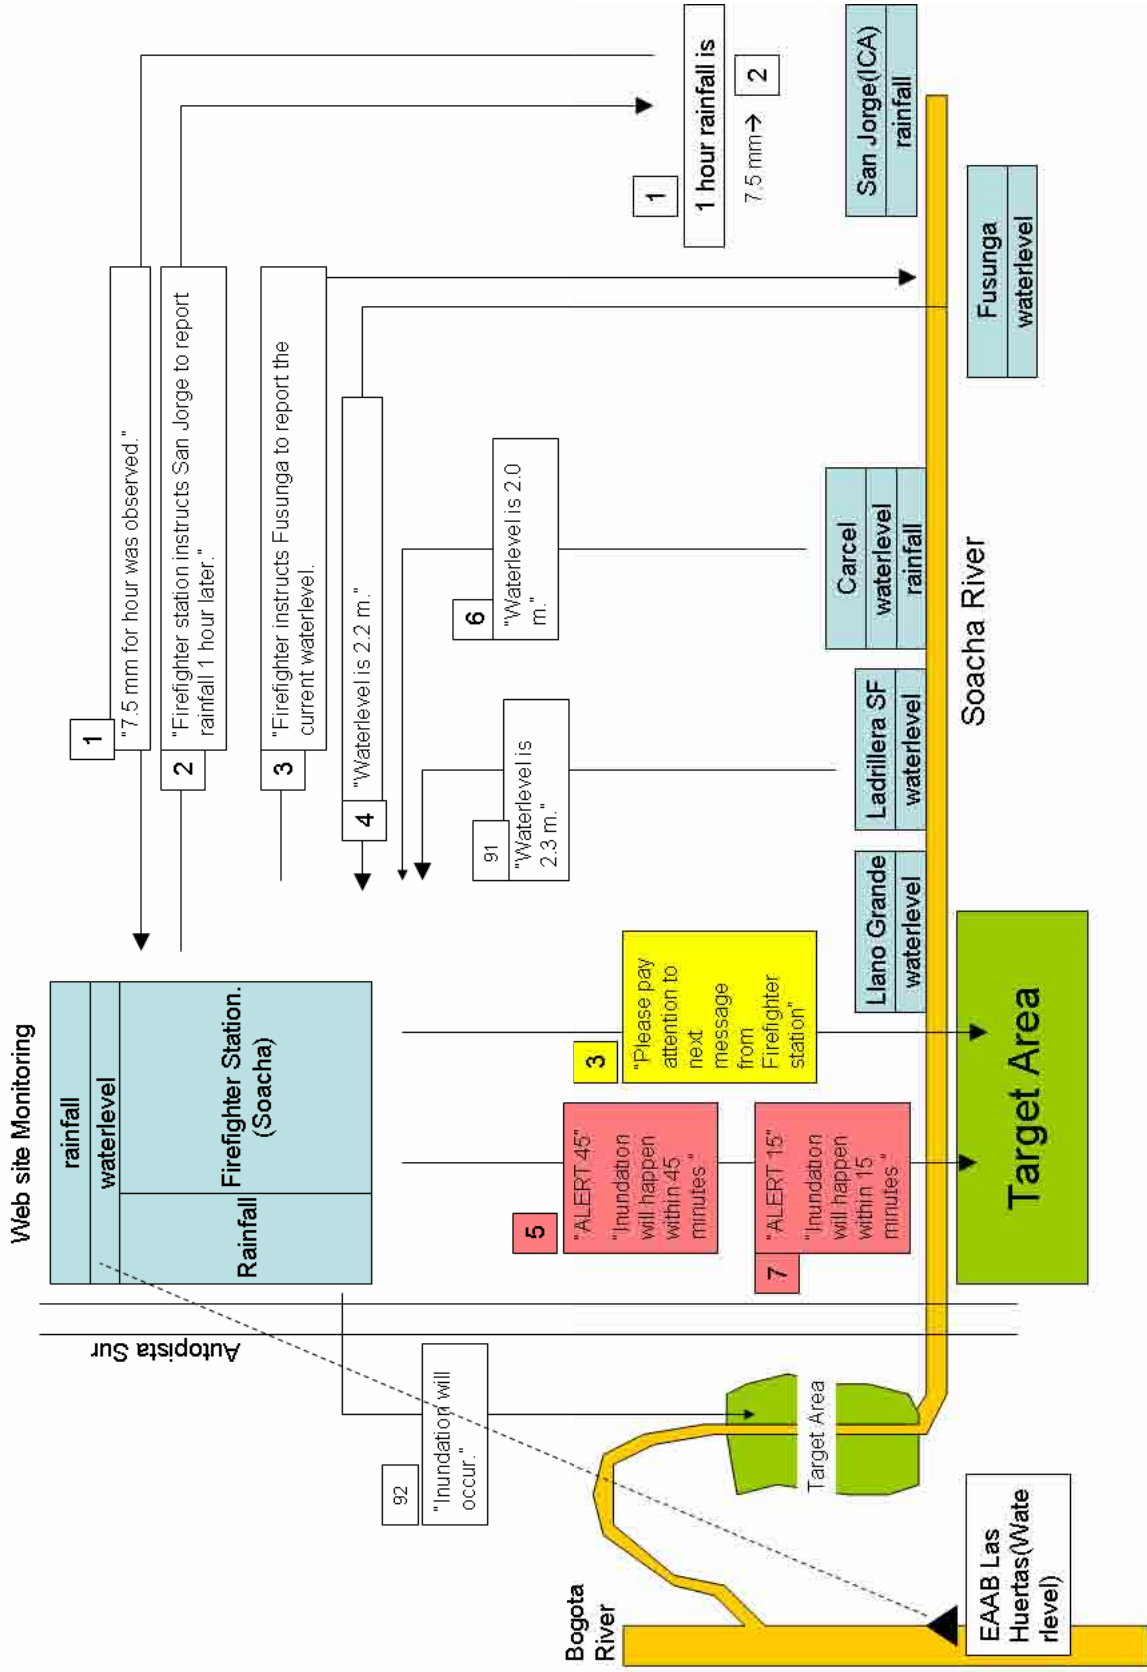 Web site Monitoring
rainfall
waterlevel
Rainfall
Firefighter Station.
(Soacha)
Autopista Sur
1
"7.5 mm for hour was observed."
2
"Firefighter station instructs San Jorge to report
rainfall 1 hour later."
3
"Firefighter instructs Fusunga to report the
current waterlevel.
4
"Waterlevel is 2.2 m."
6
"Waterlevel is 2.0
m."
91
"Waterlevel is
2.3 m."
92
"Inundation will
occur."
5
"ALERT 45"
"Inundation
will happen
within 45
minutes."
7
"ALERT 15"
"Inundation
will happen
within 15
minutes."
3
"Please pay
attention to
next
message
from
Firefighter
station"
1
1 hour rainfall is
7.5 mm→
2
San Jorge(ICA)
rainfall
Fusunga
waterlevel
Carcel
waterlevel
rainfall
Ladrillera SF
waterlevel
Llano Grande
waterlevel
Soacha River
Target Area
Target Area
Bogota
River
EAAB Las
Huertas(Wate
rlevel)